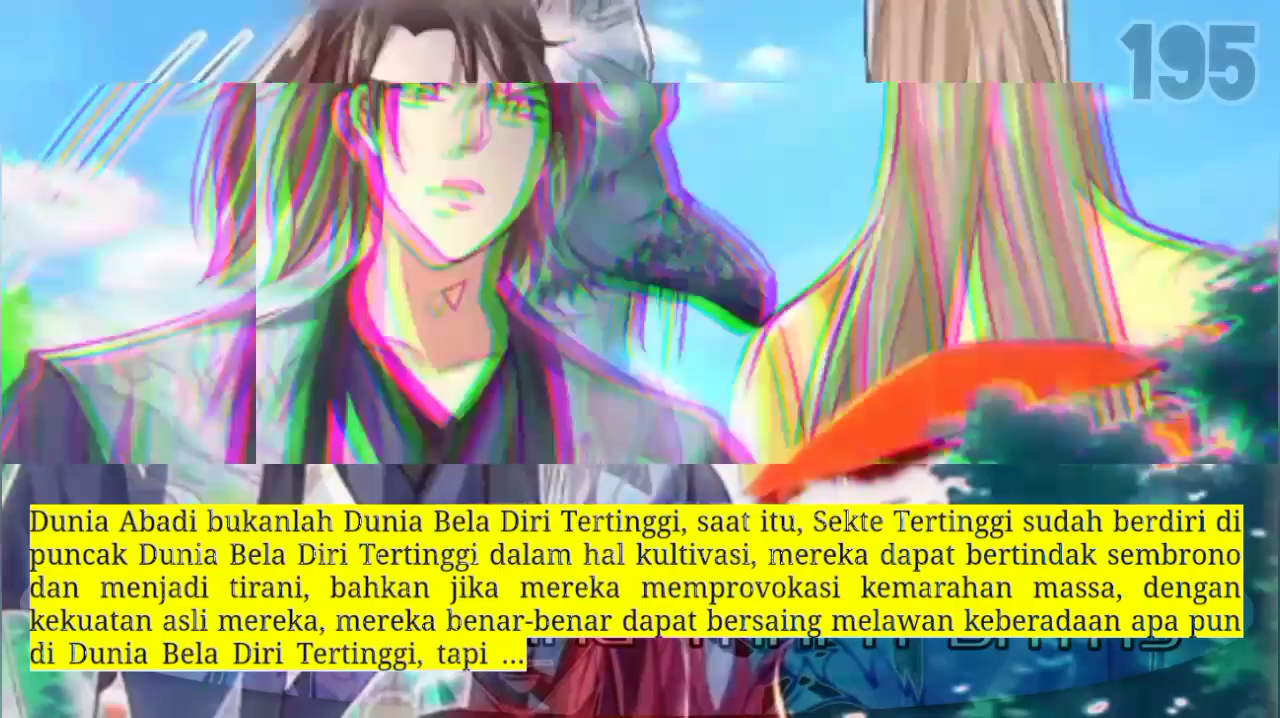 195
Dunia Abadi bukanlah Dunia Bela Diri Tertinggi, saat itu, Sekte Tertinggi sudah berdiri di
puncak Dunia Bela Diri Tertinggi dalam hal kultivasi, mereka dapat bertindak sembrono
dan menjadi tirani, bahkan jika mereka memprovokasi kemarahan massa, dengan
kekuatan asli mereka, mereka benar-benar dapat bersaing melawan keberadaan apa pun
di Dunia Bela Diri Tertinggi, tapi ...